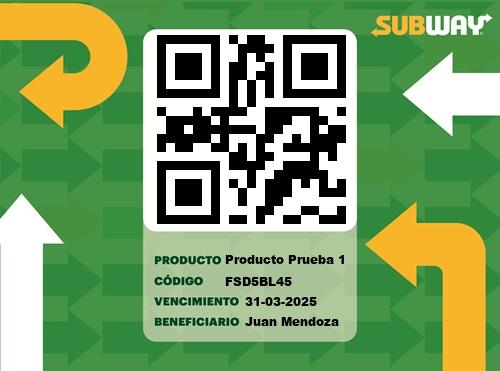 SUBWAY
PRODUCTO Producto Prueba 1
CÓDIGO FSD5BL45
VENCIMIENTO 31-03-2025
BENEFICIARIO Juan Mendoza